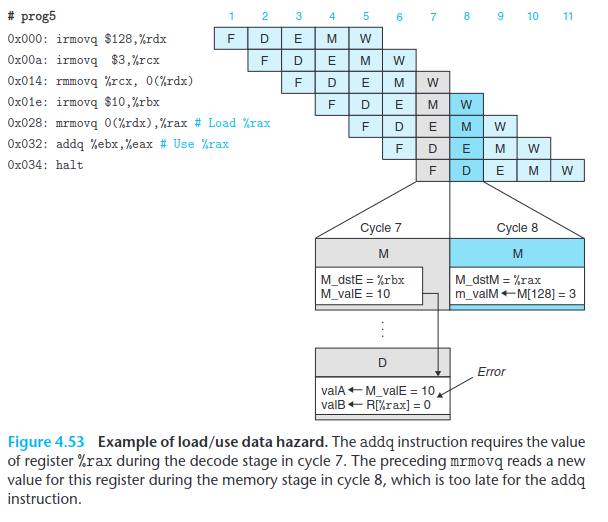 # prog5 1 2 3 4 5 6 7 8 9 10 11
0x000: irmovq $128,%rdx F D E M W
0x00a: irmovq $3,%rcx F D E M W
0x014: rmmovq %rcx, 0(%rdx) F D E M W
0x01e: irmovq $10,%rbx F D E M W
0x028: mrmovq 0(%rdx),%rax # Load %rax F D E M W
0x032: addq %ebx,%eax # Use %rax F D E M W
0x034: halt F D E M W
Cycle 7 Cycle 8
M M
M_dstE = %rbx M_dstM = %rax
M_valE = 10 m_valM ← M[128] = 3
. . .
D
Error
valA ← M_valE = 10
valB ← R[%rax] = 0
Figure 4.53 Example of load/use data hazard. The addq instruction requires the value
of register %rax during the decode stage in cycle 7. The preceding mrmovq reads a new
value for this register during the memory stage in cycle 8, which is too late for the addq
instruction.